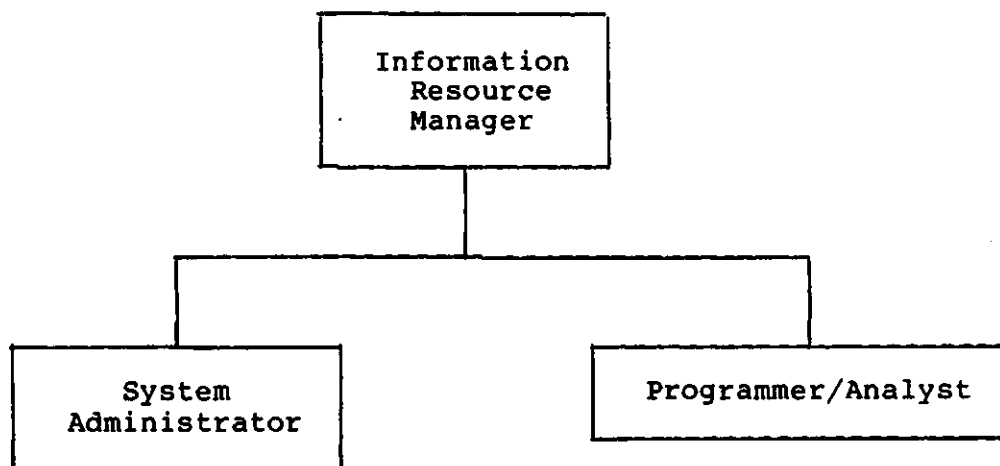 Information
Resource
Manager
System
Administrator
Programmer/Analyst